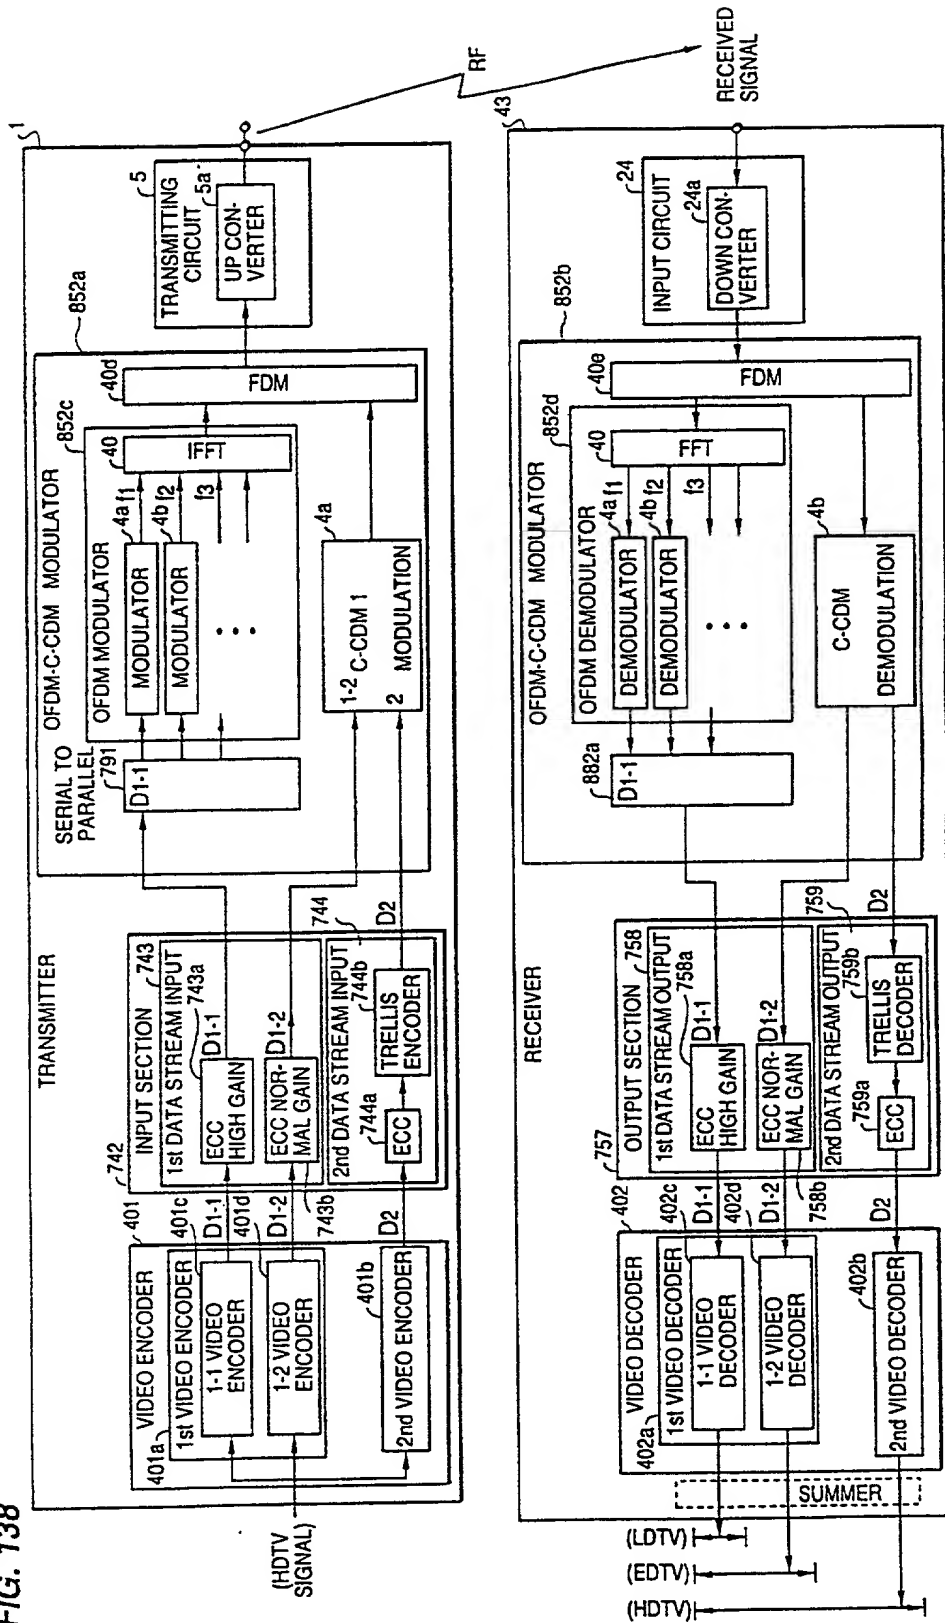 FIG. 138
TRANSMITTER
1
(HDTV
SIGNAL)
VIDEO ENCODER
401
401a
1st VIDEO ENCODER
401c
1-1 VIDEO
ENCODER
401d
1-2 VIDEO
ENCODER
401b
2nd VIDEO ENCODER
D1-1
D1-2
D2
742
INPUT SECTION
743
1st DATA STREAM INPUT
743a
ECC
HIGH GAIN
D1-1
ECC NOR-
MAL GAIN
D1-2
743b
744
2nd DATA STREAM INPUT
744a
ECC
744b
TRELLIS
ENCODER
D2
852a
OFDM-C-CDM MODULATOR
SERIAL TO
PARALLEL
791
D1-1
852c
OFDM MODULATOR
4a
MODULATOR
f1
4b
MODULATOR
f2
f3
40
IFFT
4a
1-2
C-CDM 1
2
MODULATION
40d
FDM
5
TRANSMITTING
CIRCUIT
5a
UP CON-
VERTER
RF
RECEIVED
SIGNAL
RECEIVER
43
(LDTV)
(EDTV)
(HDTV)
SUMMER
VIDEO DECODER
402
402a
1st VIDEO DECODER
402c
1-1 VIDEO
DECODER
402d
1-2 VIDEO
DECODER
402b
2nd VIDEO DECODER
D1-1
D1-2
D2
757
OUTPUT SECTION
758
1st DATA STREAM OUTPUT
758a
ECC
HIGH GAIN
D1-1
ECC NOR-
MAL GAIN
D1-2
758b
759
2nd DATA STREAM OUTPUT
759a
ECC
759b
TRELLIS
DECODER
D2
852b
OFDM-C-CDM MODULATOR
882a
D1-1
852d
OFDM DEMODULATOR
4a
DEMODULATOR
f1
4b
DEMODULATOR
f2
f3
40
FFT
4b
C-CDM
DEMODULATION
40e
FDM
24
INPUT CIRCUIT
24a
DOWN CON-
VERTER